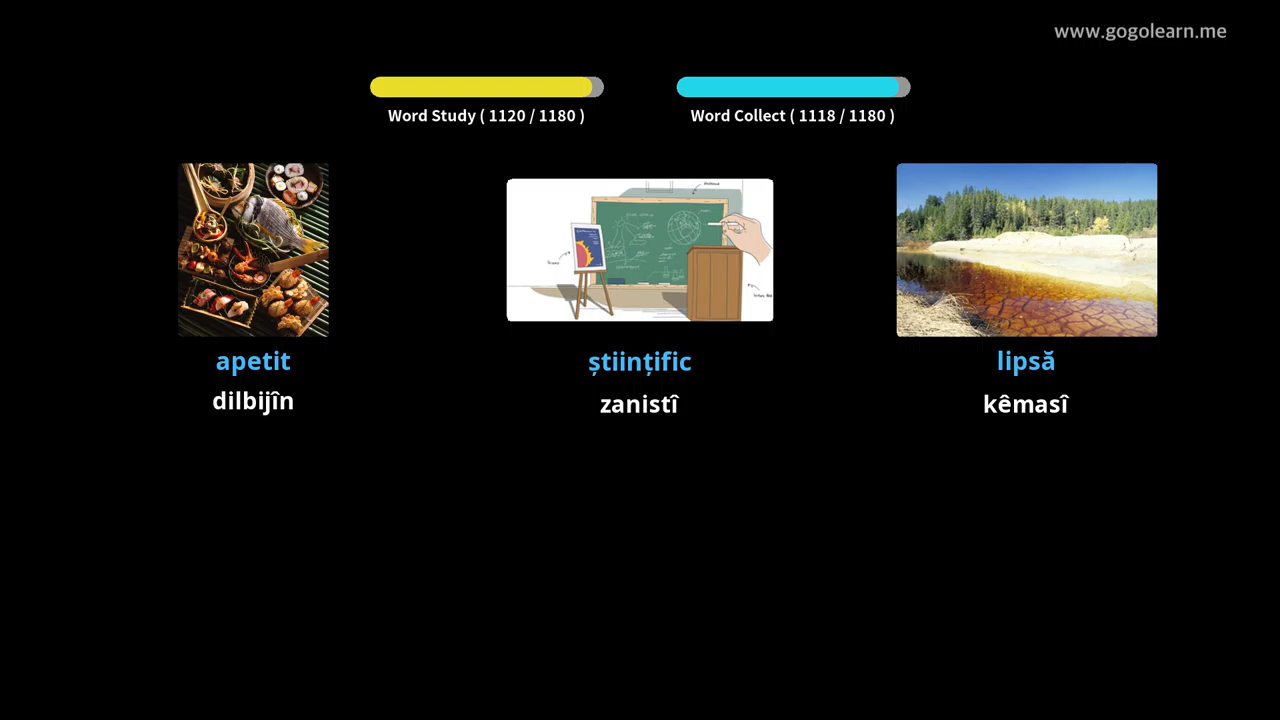 www.gogolearn.me
Word Study ( 1120 / 1180 )
Word Collect ( 1118 / 1180 )
apetit
științific
lipsă
dilbijîn
zanistî
kêmasî